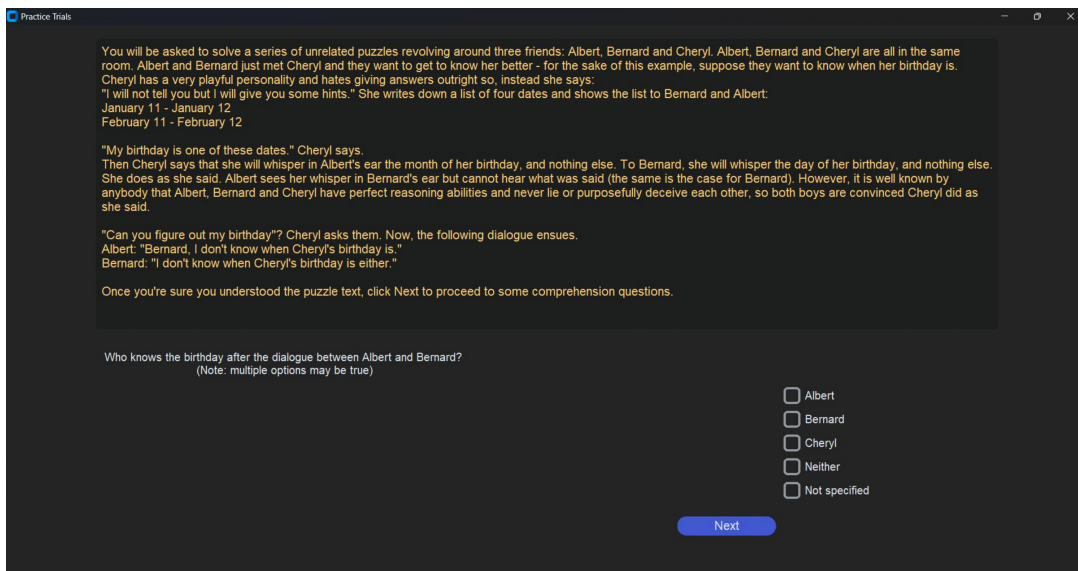 Practice Trials
You will be asked to solve a series of unrelated puzzles revolving around three friends: Albert, Bernard and Cheryl. Albert, Bernard and Cheryl are all in the same
room. Albert and Bernard just met Cheryl and they want to get to know her better - for the sake of this example, suppose they want to know when her birthday is.
Cheryl has a very playful personality and hates giving answers outright so, instead she says:
"I will not tell you but I will give you some hints." She writes down a list of four dates and shows the list to Bernard and Albert:
January 11 - January 12
February 11 - February 12
"My birthday is one of these dates." Cheryl says.
Then Cheryl says that she will whisper in Albert's ear the month of her birthday, and nothing else. To Bernard, she will whisper the day of her birthday, and nothing else.
She does as she said. Albert sees her whisper in Bernard's ear but cannot hear what was said (the same is the case for Bernard). However, it is well known by
anybody that Albert, Bernard and Cheryl have perfect reasoning abilities and never lie or purposefully deceive each other, so both boys are convinced Cheryl did as
she said.
"Can you figure out my birthday"? Cheryl asks them. Now, the following dialogue ensues.
Albert: "Bernard, I don't know when Cheryl's birthday is."
Bernard: "I don't know when Cheryl's birthday is either."
Once you're sure you understood the puzzle text, click Next to proceed to some comprehension questions.
Who knows the birthday after the dialogue between Albert and Bernard?
(Note: multiple options may be true)
Albert
Bernard
Cheryl
Neither
Not specified
Next